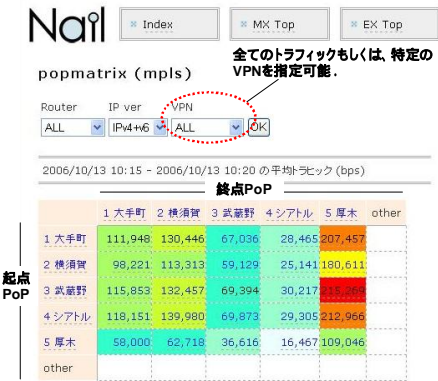 Nail
Index
MX Top
EX Top
全てのトラフィックもしくは、特定の
VPNを指定可能.
popmatrix (mpls)
Router IP ver VPN
ALL IPv4+v6 ALL OK
2006/10/13 10:15 - 2006/10/13 10:20 の平均トラヒック (bps)
終点PoP
1 大手町 2 横須賀 3 武蔵野 4 シアトル 5 厚木 other
起点
PoP
1 大手町 111,948 130,446 67,036 28,465 207,457
2 横須賀 98,221 113,313 59,129 25,141 180,611
3 武蔵野 115,853 132,457 69,394 30,217 215,269
4 シアトル 118,151 139,980 69,873 29,305 212,966
5 厚木 58,000 62,718 36,616 16,467 109,046
other